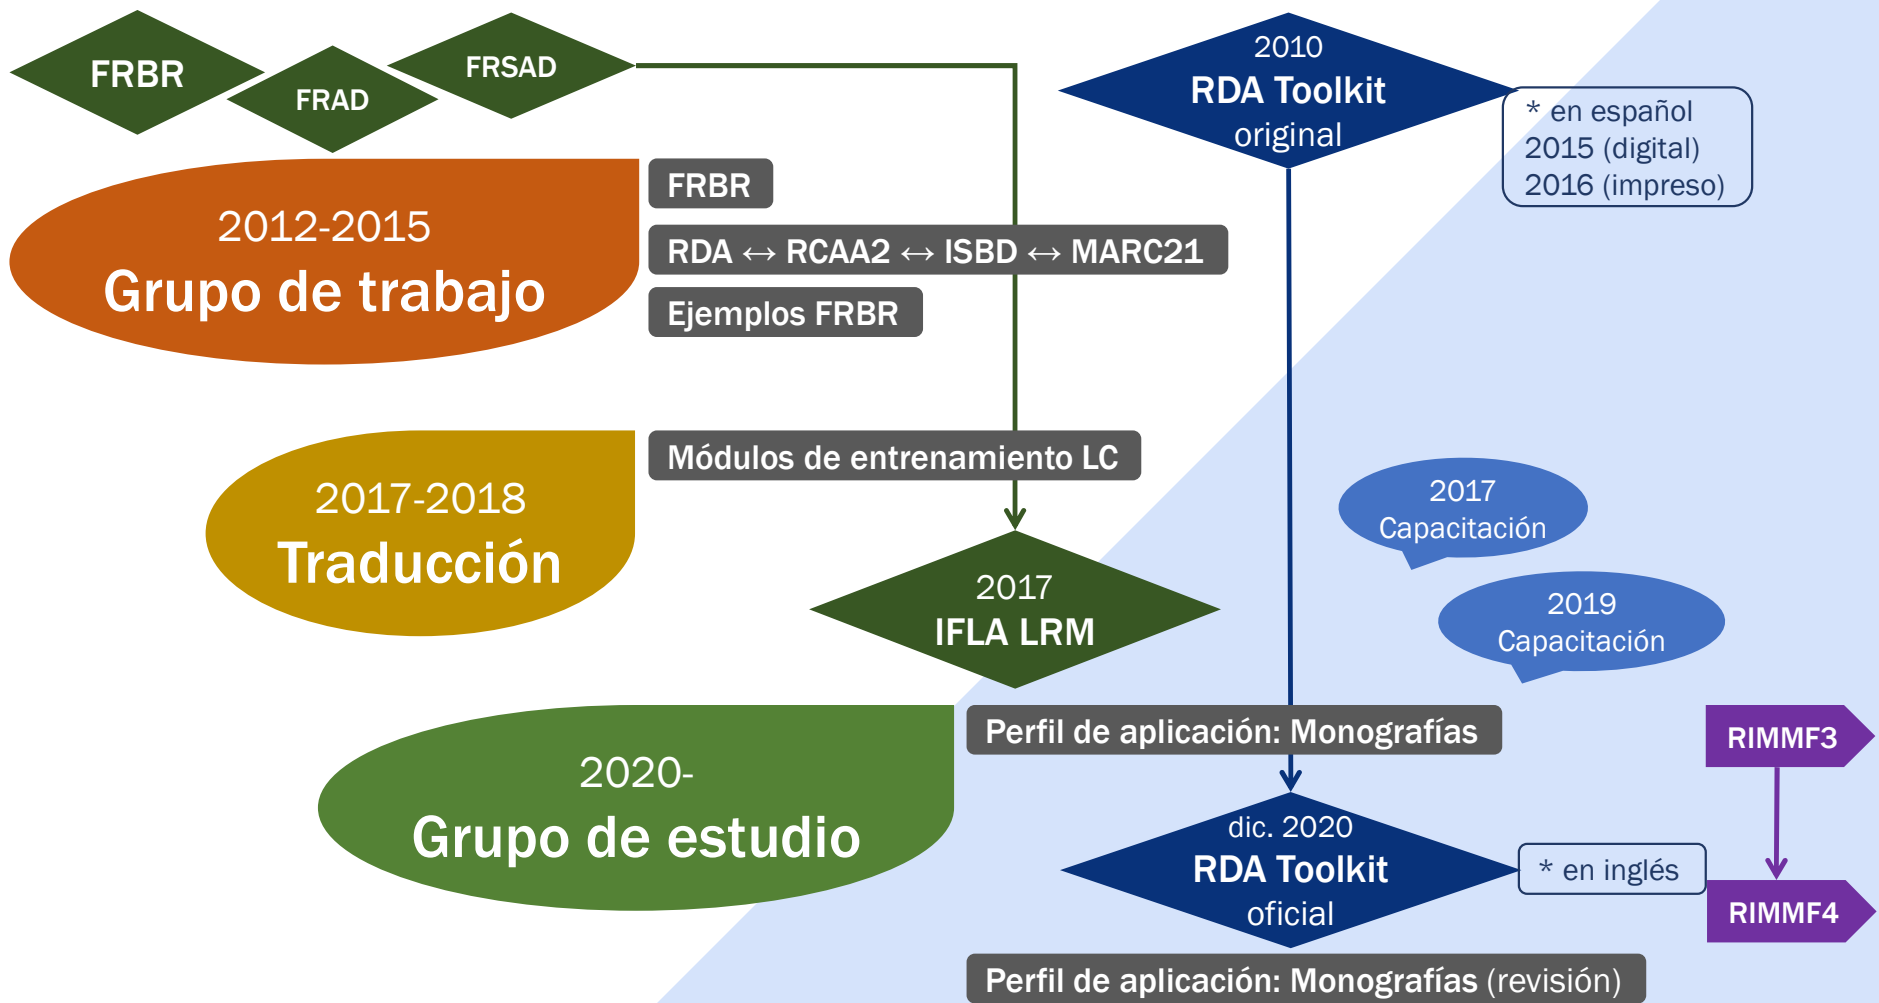 FRBR
FRAD
FRSAD
2010
RDA Toolkit
original
* en español
2015 (digital)
2016 (impreso)
2012-2015
Grupo de trabajo
FRBR
RDA ↔ RCAA2 ↔ ISBD ↔ MARC21
Ejemplos FRBR
2017-2018
Traducción
Módulos de entrenamiento LC
2017
IFLA LRM
2017
Capacitación
2019
Capacitación
2020-
Grupo de estudio
Perfil de aplicación: Monografías
RIMMF3
dic. 2020
RDA Toolkit
oficial
* en inglés
RIMMF4
Perfil de aplicación: Monografías (revisión)